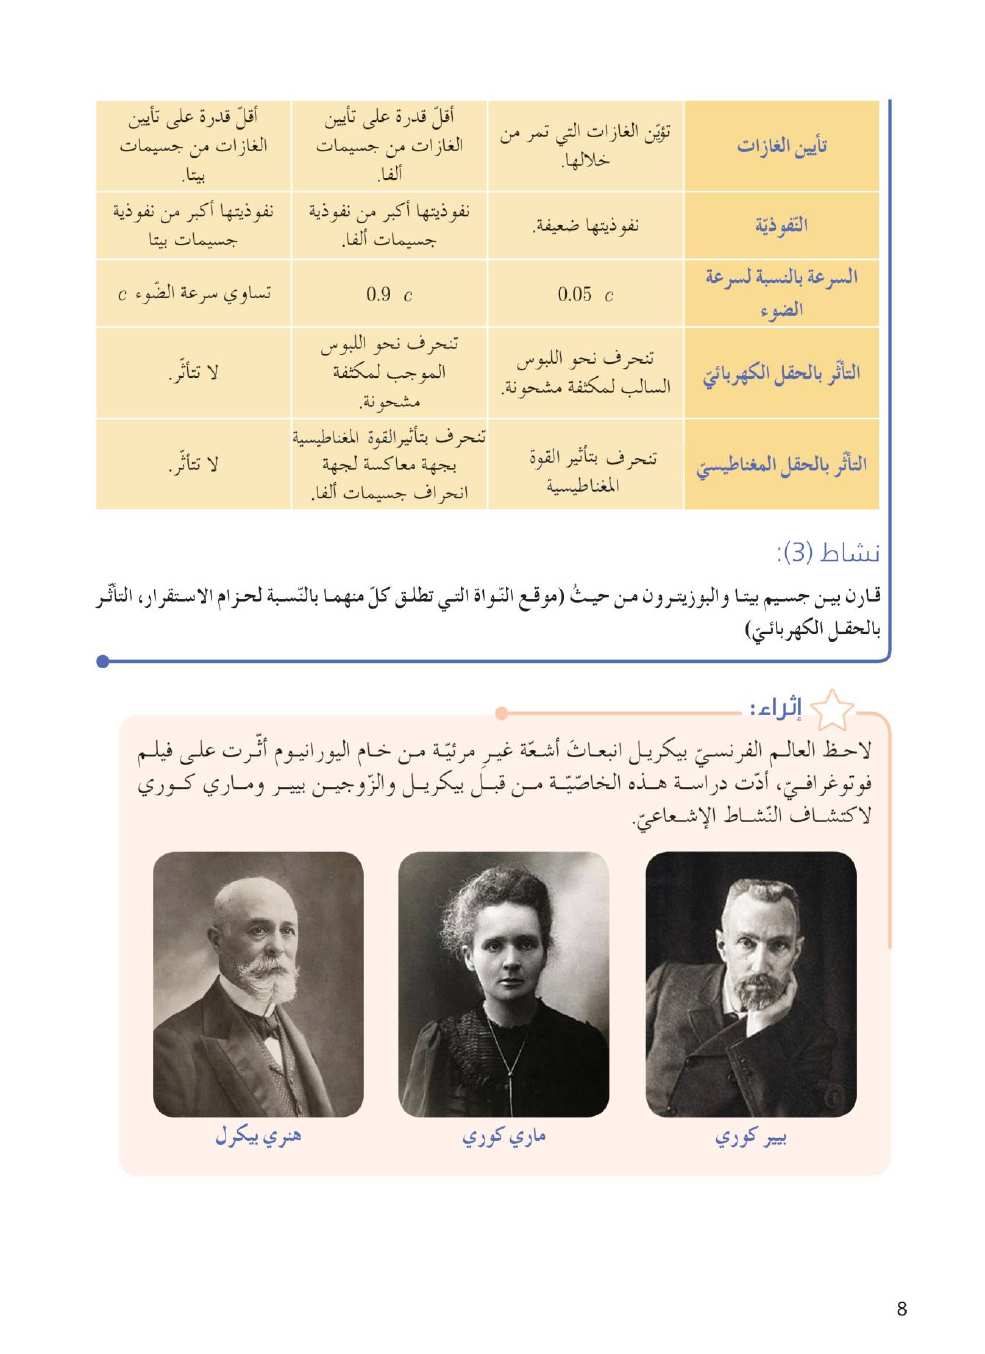 تأيين الغازات
تؤيّن الغازات التي تمر من
خلالها.
أقلّ قدرة على تأيين
الغازات من جسيمات
ألفا.
أقلّ قدرة على تأيين
الغازات من جسيمات
بيتا.
النّفوذيّة
نفوذيتها ضعيفة.
نفوذيتها أكبر من نفوذية
جسيمات ألفا.
نفوذيتها أكبر من نفوذية
جسيمات بيتا
السرعة بالنسبة لسرعة
الضوء
0.05 c
0.9 c
تساوي سرعة الضّوء c
التأثّر بالحقل الكهربائيّ
تنحرف نحو اللبوس
السالب لمكثفة مشحونة.
تنحرف نحو اللبوس
الموجب لمكثفة
مشحونة.
لا تتأثّر.
التأثّر بالحقل المغناطيسيّ
تنحرف بتأثير القوة
المغناطيسية
تنحرف بتأثيرالقوة المغناطيسية
بجهة معاكسة لجهة
انحراف جسيمات ألفا.
لا تتأثّر.
نشاط (3):
قارن بين جسيم بيتا والبوزيترون من حيثُ (موقع النّواة التي تطلق كلّ منهما بالنّسبة لحزام الاستقرار، التأثّر
بالحقل الكهربائيّ)
إثراء:
لاحظ العالم الفرنسيّ بيكريل انبعاثَ أشعّة غيرِ مرئيّة من خام اليورانيوم أثّرت على فيلم
فوتوغرافيّ، أدّت دراسة هذه الخاصّيّة من قبل بيكريل والزّوجين بيير وماري كوري
لاكتشاف النّشاط الإشعاعيّ.
بيير كوري
ماري كوري
هنري بيكرل
8